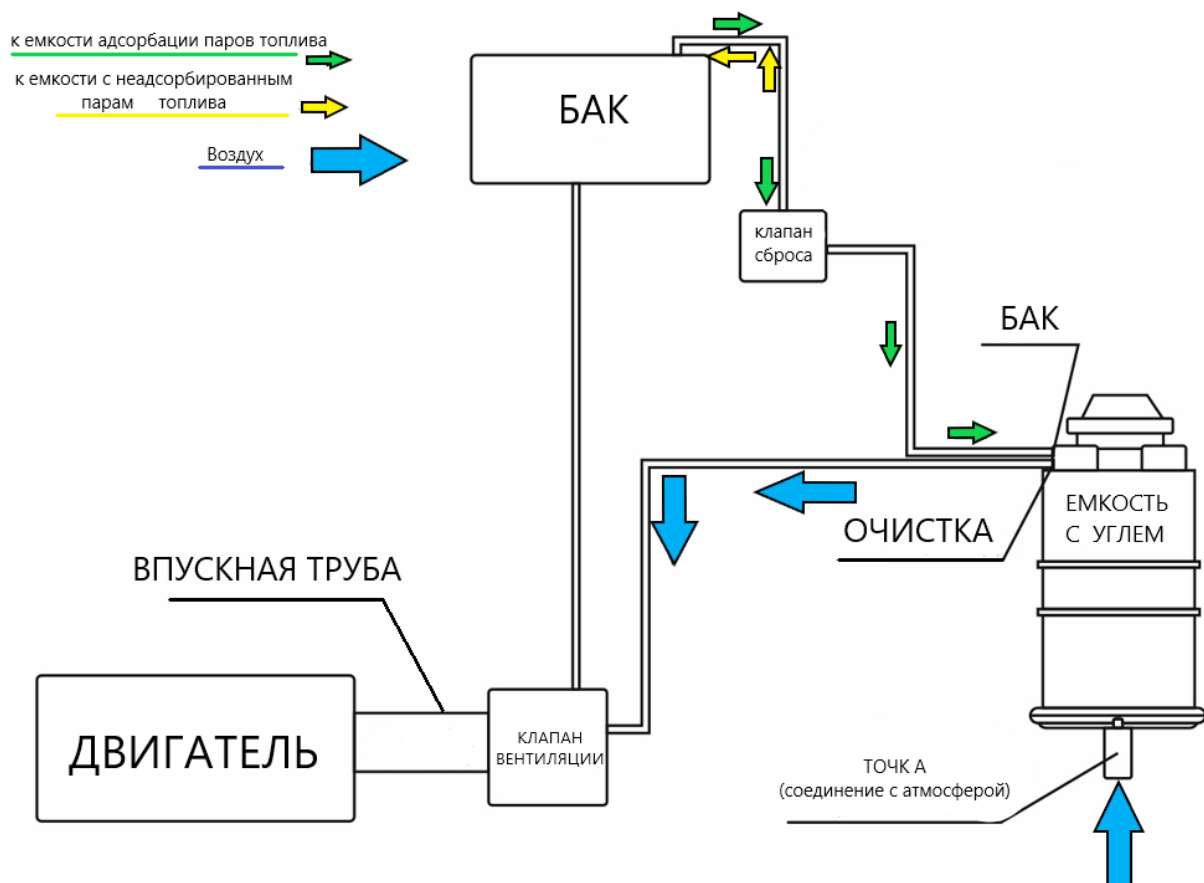 к емкости адсорбации паров топлива
к емкости с неадсорбированным
парам топлива
Воздух
БАК
клапан
сброса
БАК
ЕМКОСТЬ
С УГЛЕМ
ОЧИСТКА
ВПУСКНАЯ ТРУБА
ДВИГАТЕЛЬ
КЛАПАН
ВЕНТИЛЯЦИИ
ТОЧК А
(соединение с атмосферой)